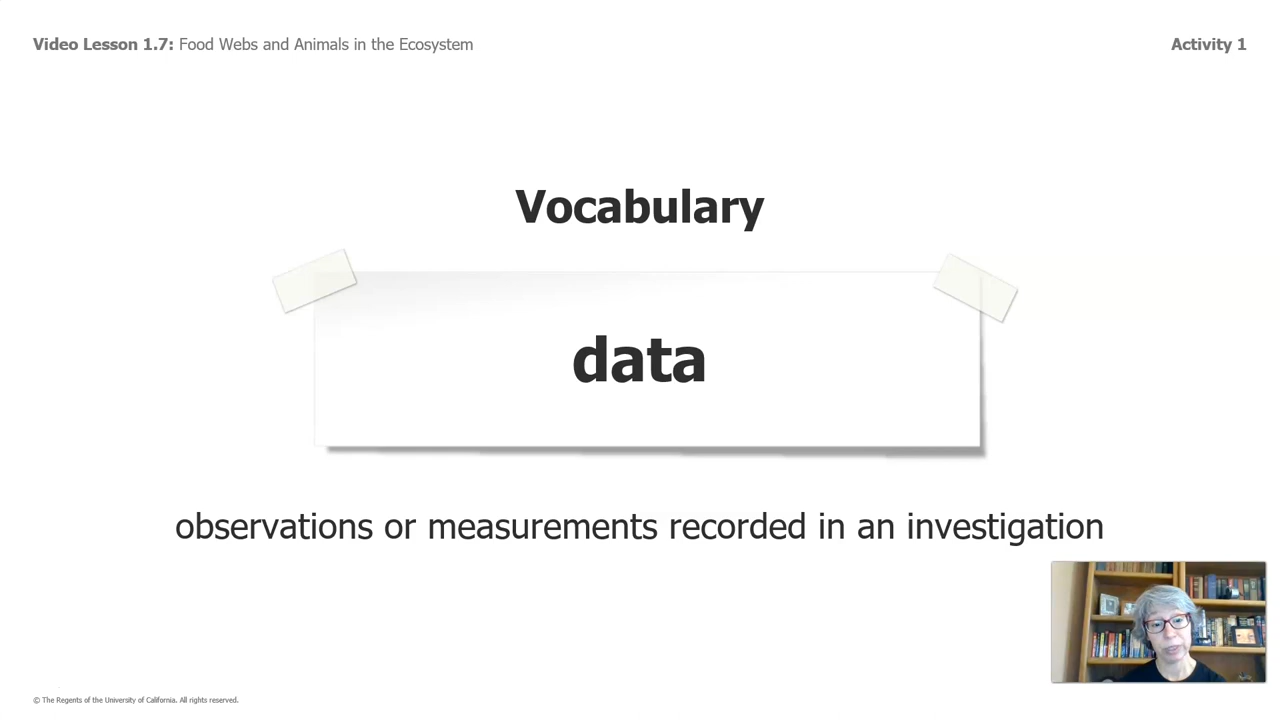 Video Lesson 1.7: Food Webs and Animals in the Ecosystem
Activity 1
Vocabulary
data
observations or measurements recorded in an investigation
© The Regents of the University of California. All rights reserved.